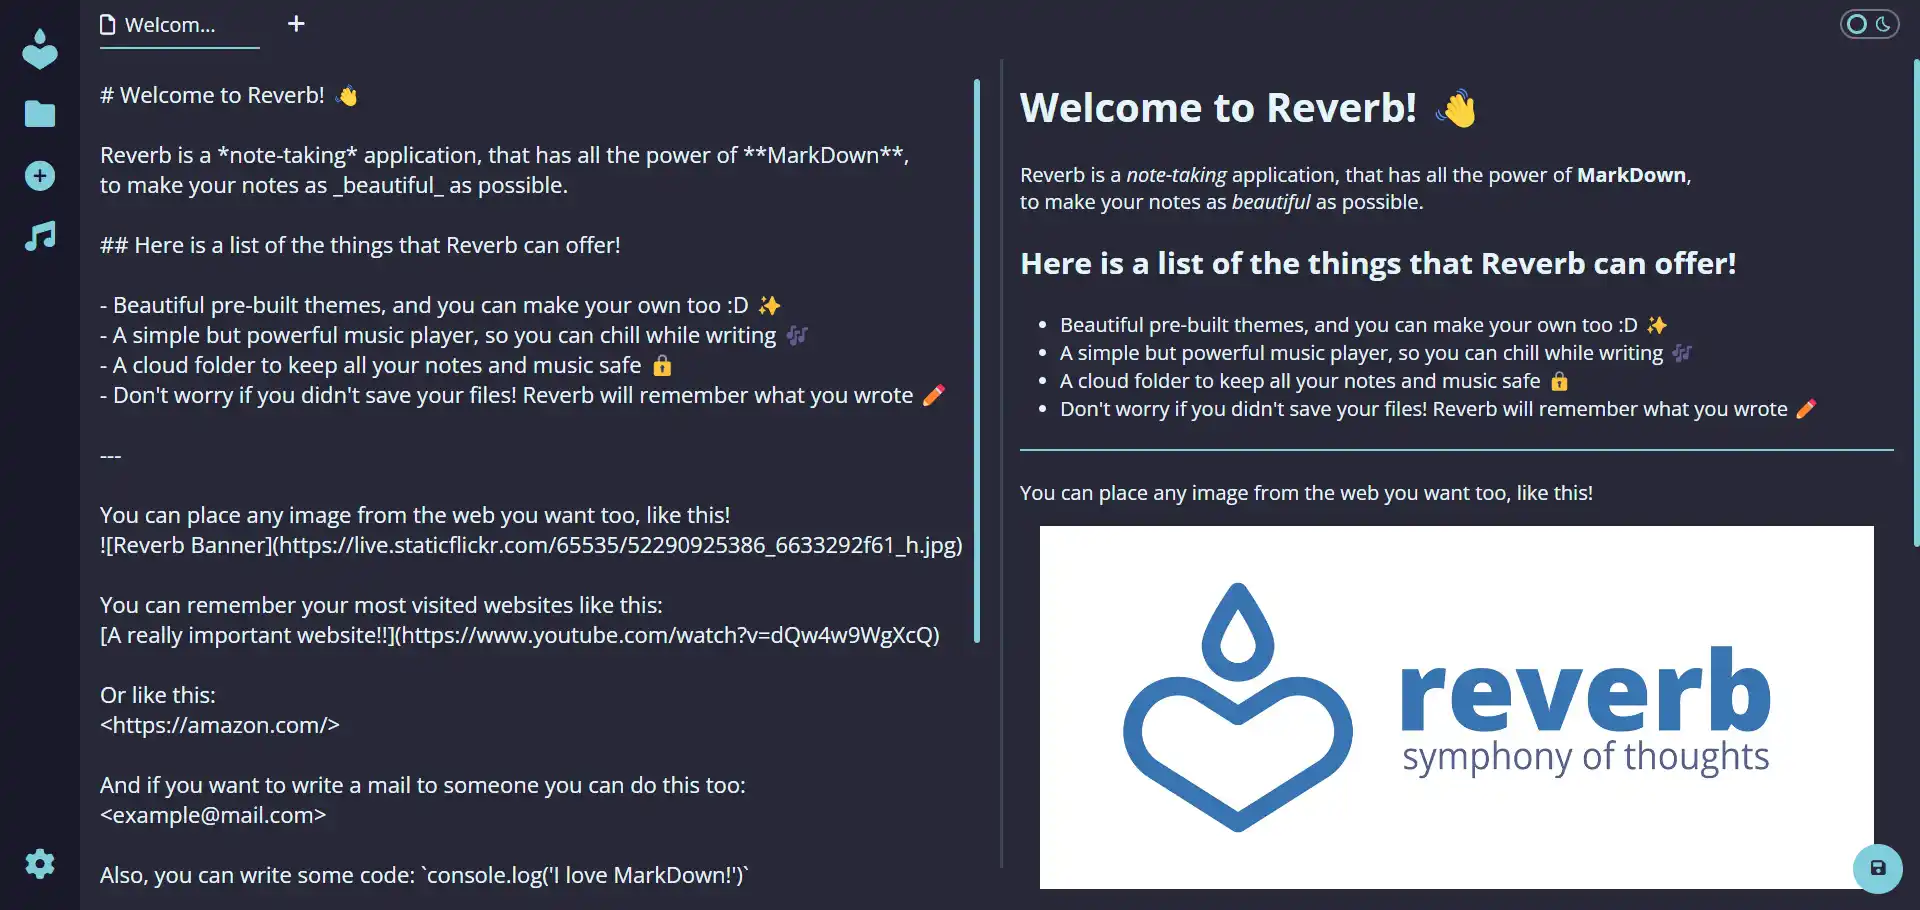 Welcom...
# Welcome to Reverb! 👋
Reverb is a *note-taking* application, that has all the power of **MarkDown**,
to make your notes as _beautiful_ as possible.
## Here is a list of the things that Reverb can offer!
- Beautiful pre-built themes, and you can make your own too :D ✨
- A simple but powerful music player, so you can chill while writing 🎶
- A cloud folder to keep all your notes and music safe 🔒
- Don't worry if you didn't save your files! Reverb will remember what you wrote ✏️
---
You can place any image from the web you want too, like this!
![Reverb Banner](https://live.staticflickr.com/65535/52290925386_6633292f61_h.jpg)
You can remember your most visited websites like this:
[A really important website!!](https://www.youtube.com/watch?v=dQw4w9WgXcQ)
Or like this:
<https://amazon.com/>
And if you want to write a mail to someone you can do this too:
<example@mail.com>
Also, you can write some code: `console.log('I love MarkDown!')`
Welcome to Reverb! 👋
Reverb is a note-taking application, that has all the power of MarkDown,
to make your notes as beautiful as possible.
Here is a list of the things that Reverb can offer!
• Beautiful pre-built themes, and you can make your own too :D ✨
• A simple but powerful music player, so you can chill while writing 🎶
• A cloud folder to keep all your notes and music safe 🔒
• Don't worry if you didn't save your files! Reverb will remember what you wrote ✏️
You can place any image from the web you want too, like this!
reverb
symphony of thoughts